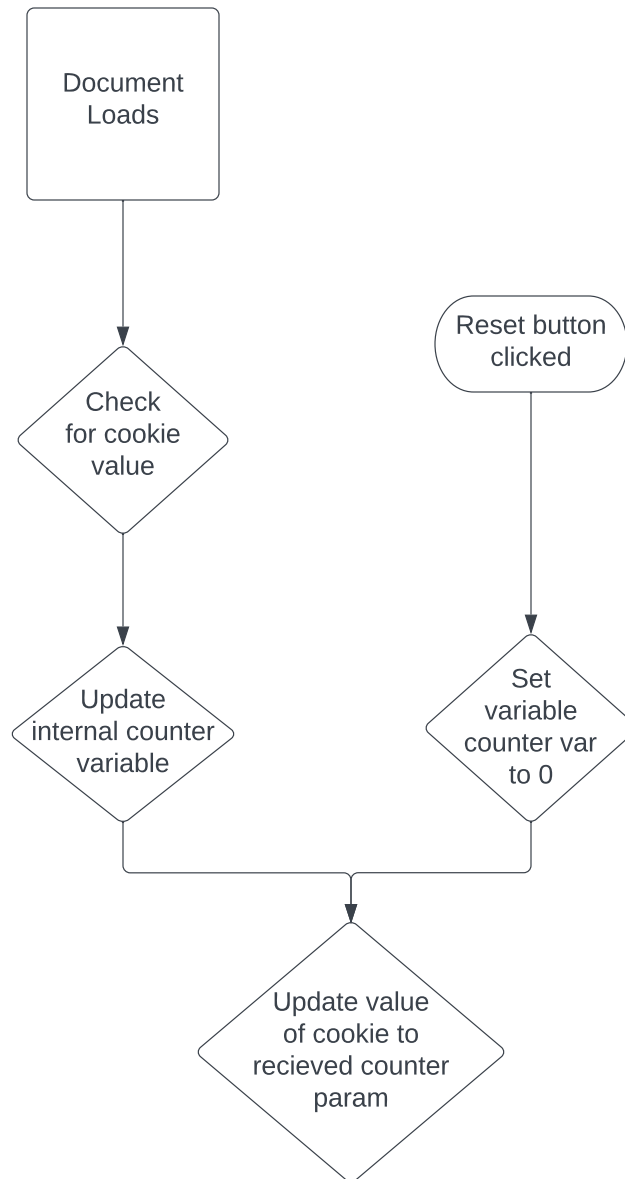 Document
Loads
Reset button
clicked
Check
for cookie
value
Update
internal counter
variable
Set
variable
counter var
to 0
Update value
of cookie to
recieved counter
param